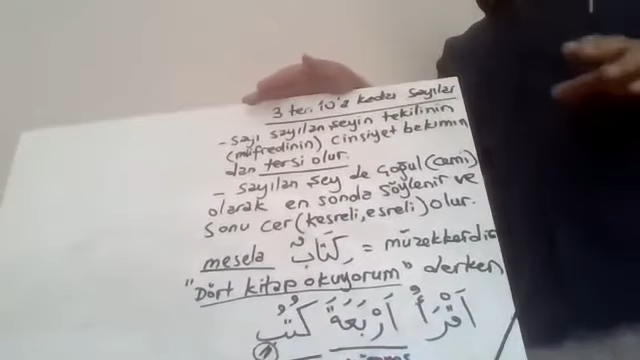 3 ten 10'a kadar sayılar
- sayı sayılan şeyin tekilinin
(müfredinin) cinsiyet bakımın
dan tersi olur.
- sayılan şey de çoğul (cemi)
olarak en sonda söylenir ve
sonu cer (kesreli, esreli) olur.
mesela كِتَابٌ = müzekkerdir
"Dört kitap okuyorum" derken
اَقْرَأُ اَرْبَعَةَ كُتُبٍ